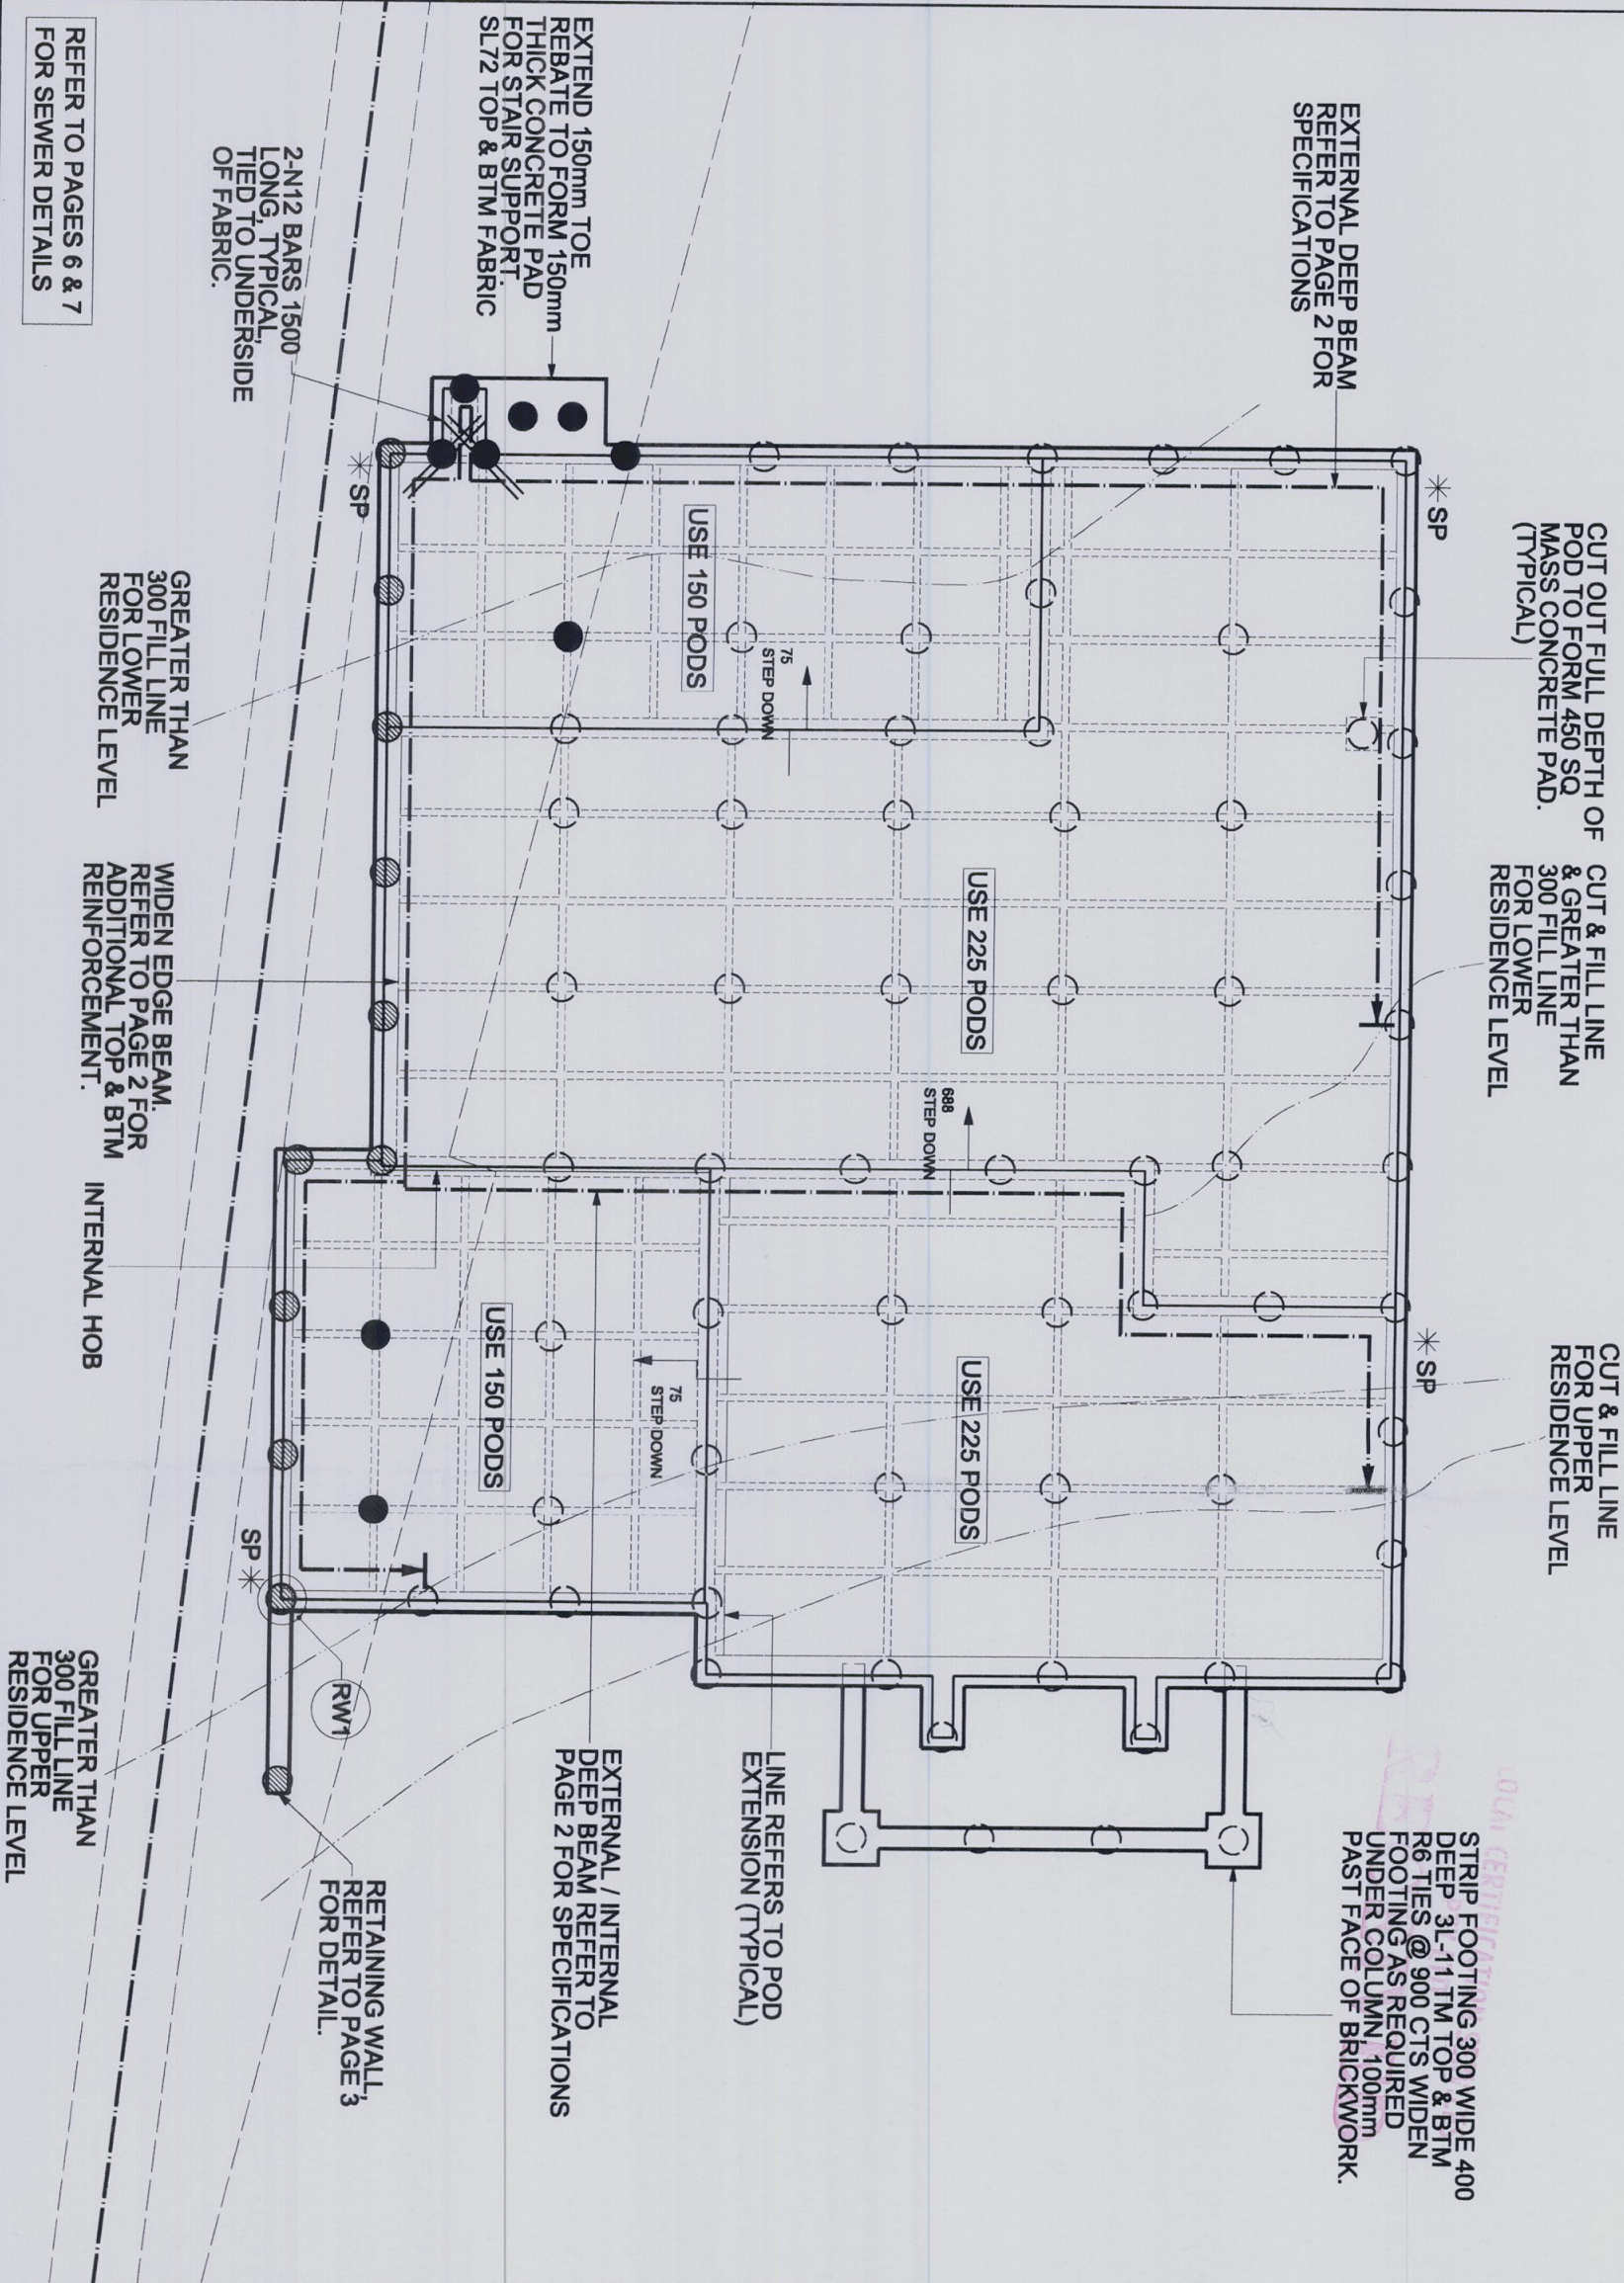 CUT & FILL LINE
FOR UPPER
RESIDENCE LEVEL
CUT OUT FULL DEPTH OF
POD TO FORM 450 SQ
MASS CONCRETE PAD.
(TYPICAL)
CUT & FILL LINE
& GREATER THAN
300 FILL LINE
FOR LOWER
RESIDENCE LEVEL
EXTERNAL DEEP BEAM
REFER TO PAGE 2 FOR
SPECIFICATIONS
SP
SP
STRIP FOOTING 300 WIDE 400
DEEP 3L-11 TM TOP & BTM
R6 TIES @ 900 CTS WIDEN
FOOTING AS REQUIRED
UNDER COLUMN, 100mm
PAST FACE OF BRICKWORK.
LOCAL CERTIFICATION
USE 225 PODS
USE 225 PODS
688
STEP DOWN
75
STEP DOWN
LINE REFERS TO POD
EXTENSION (TYPICAL)
USE 150 PODS
75
STEP DOWN
EXTERNAL / INTERNAL
DEEP BEAM REFER TO
PAGE 2 FOR SPECIFICATIONS
EXTEND 150mm TOE
REBATE TO FORM 150mm
THICK CONCRETE PAD
FOR STAIR SUPPORT.
SL72 TOP & BTM FABRIC
USE 150 PODS
SP
RW1
RETAINING WALL,
REFER TO PAGE 3
FOR DETAIL.
2-N12 BARS 1500
LONG, TYPICAL,
TIED TO UNDERSIDE
OF FABRIC.
SP
GREATER THAN
300 FILL LINE
FOR LOWER
RESIDENCE LEVEL
WIDEN EDGE BEAM.
REFER TO PAGE 2 FOR
ADDITIONAL TOP & BTM
REINFORCEMENT.
INTERNAL HOB
GREATER THAN
300 FILL LINE
FOR UPPER
RESIDENCE LEVEL
REFER TO PAGES 6 & 7
FOR SEWER DETAILS